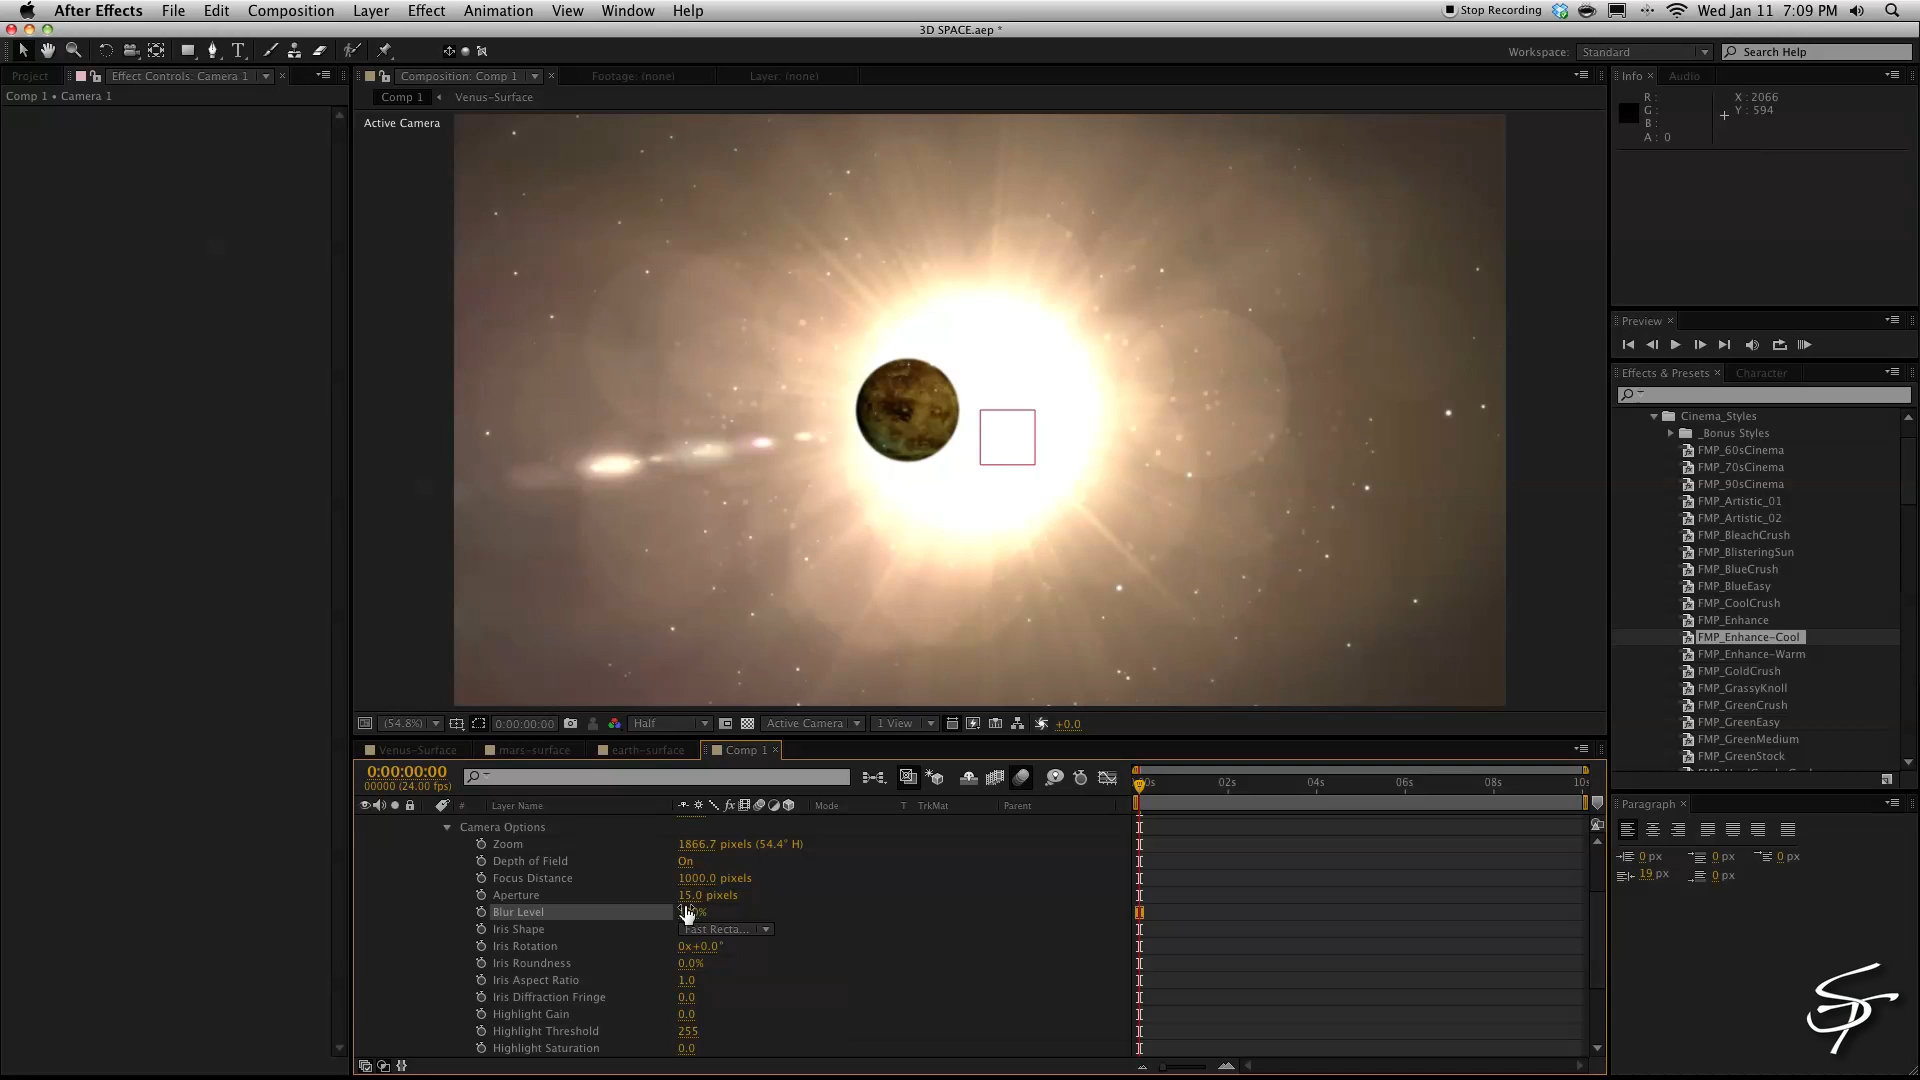 After Effects File Edit Composition Layer Effect Animation View Window Help
Stop Recording Wed Jan 11 7:09 PM
3D SPACE.aep *
Workspace: Standard Search Help
Project Effect Controls: Camera 1 Composition: Comp 1 Footage: (none) Layer: (none) Info Audio
Comp 1 • Camera 1
Comp 1 Venus-Surface
R:
G:
B:
A: 0
X: 2066
Y: 594
Active Camera
Preview
Effects & Presets Character
Cinema_Styles
_Bonus Styles
FMP_60sCinema
FMP_70sCinema
FMP_90sCinema
FMP_Artistic_01
FMP_Artistic_02
FMP_BleachCrush
FMP_BlisteringSun
FMP_BlueCrush
FMP_BlueEasy
FMP_CoolCrush
FMP_Enhance
FMP_Enhance-Cool
FMP_Enhance-Warm
FMP_GoldCrush
FMP_GrassyKnoll
FMP_GreenCrush
FMP_GreenEasy
FMP_GreenMedium
FMP_GreenStock
(54.8%) 0:00:00:00 Half Active Camera 1 View +0.0
Venus-Surface mars-surface earth-surface Comp 1
0:00:00:00
00000 (24.00 fps)
02s 04s 06s 08s
# Layer Name fx Mode T TrkMat Parent
Camera Options
Zoom 1866.7 pixels (54.4° H)
Depth of Field On
Focus Distance 1000.0 pixels
Aperture 15.0 pixels
Blur Level
Iris Shape Fast Recta...
Iris Rotation 0x+0.0°
Iris Roundness 0.0%
Iris Aspect Ratio 1.0
Iris Diffraction Fringe 0.0
Highlight Gain 0.0
Highlight Threshold 255
Highlight Saturation 0.0
Paragraph
0 px 0 px 0 px
19 px 0 px